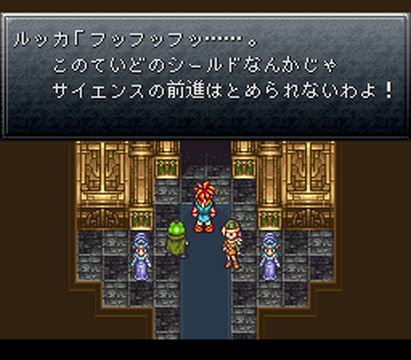 ルッカ「フッフッフッ……。
このていどのシールドなんかじゃ
サイエンスの前進はとめられないわよ！